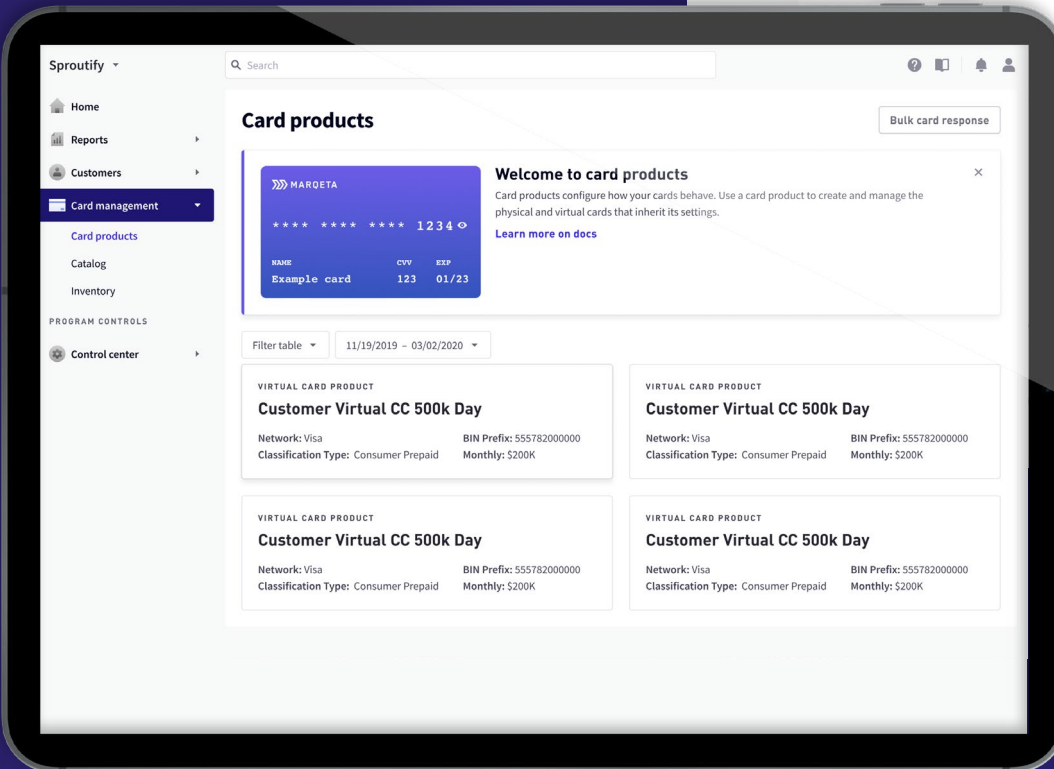 Sproutify
Search
Home
Reports
Customers
Card management
Card products
Catalog
Inventory
PROGRAM CONTROLS
Control center
Card products
Bulk card response
MARQETA
**** **** **** 1234
NAME CVV EXP
Example card 123 01/23
Welcome to card products
Card products configure how your cards behave. Use a card product to create and manage the
physical and virtual cards that inherit its settings.
Learn more on docs
Filter table
11/19/2019 – 03/02/2020
VIRTUAL CARD PRODUCT
Customer Virtual CC 500k Day
Network: Visa BIN Prefix: 555782000000
Classification Type: Consumer Prepaid Monthly: $200K
VIRTUAL CARD PRODUCT
Customer Virtual CC 500k Day
Network: Visa BIN Prefix: 555782000000
Classification Type: Consumer Prepaid Monthly: $200K
VIRTUAL CARD PRODUCT
Customer Virtual CC 500k Day
Network: Visa BIN Prefix: 555782000000
Classification Type: Consumer Prepaid Monthly: $200K
VIRTUAL CARD PRODUCT
Customer Virtual CC 500k Day
Network: Visa BIN Prefix: 555782000000
Classification Type: Consumer Prepaid Monthly: $200K